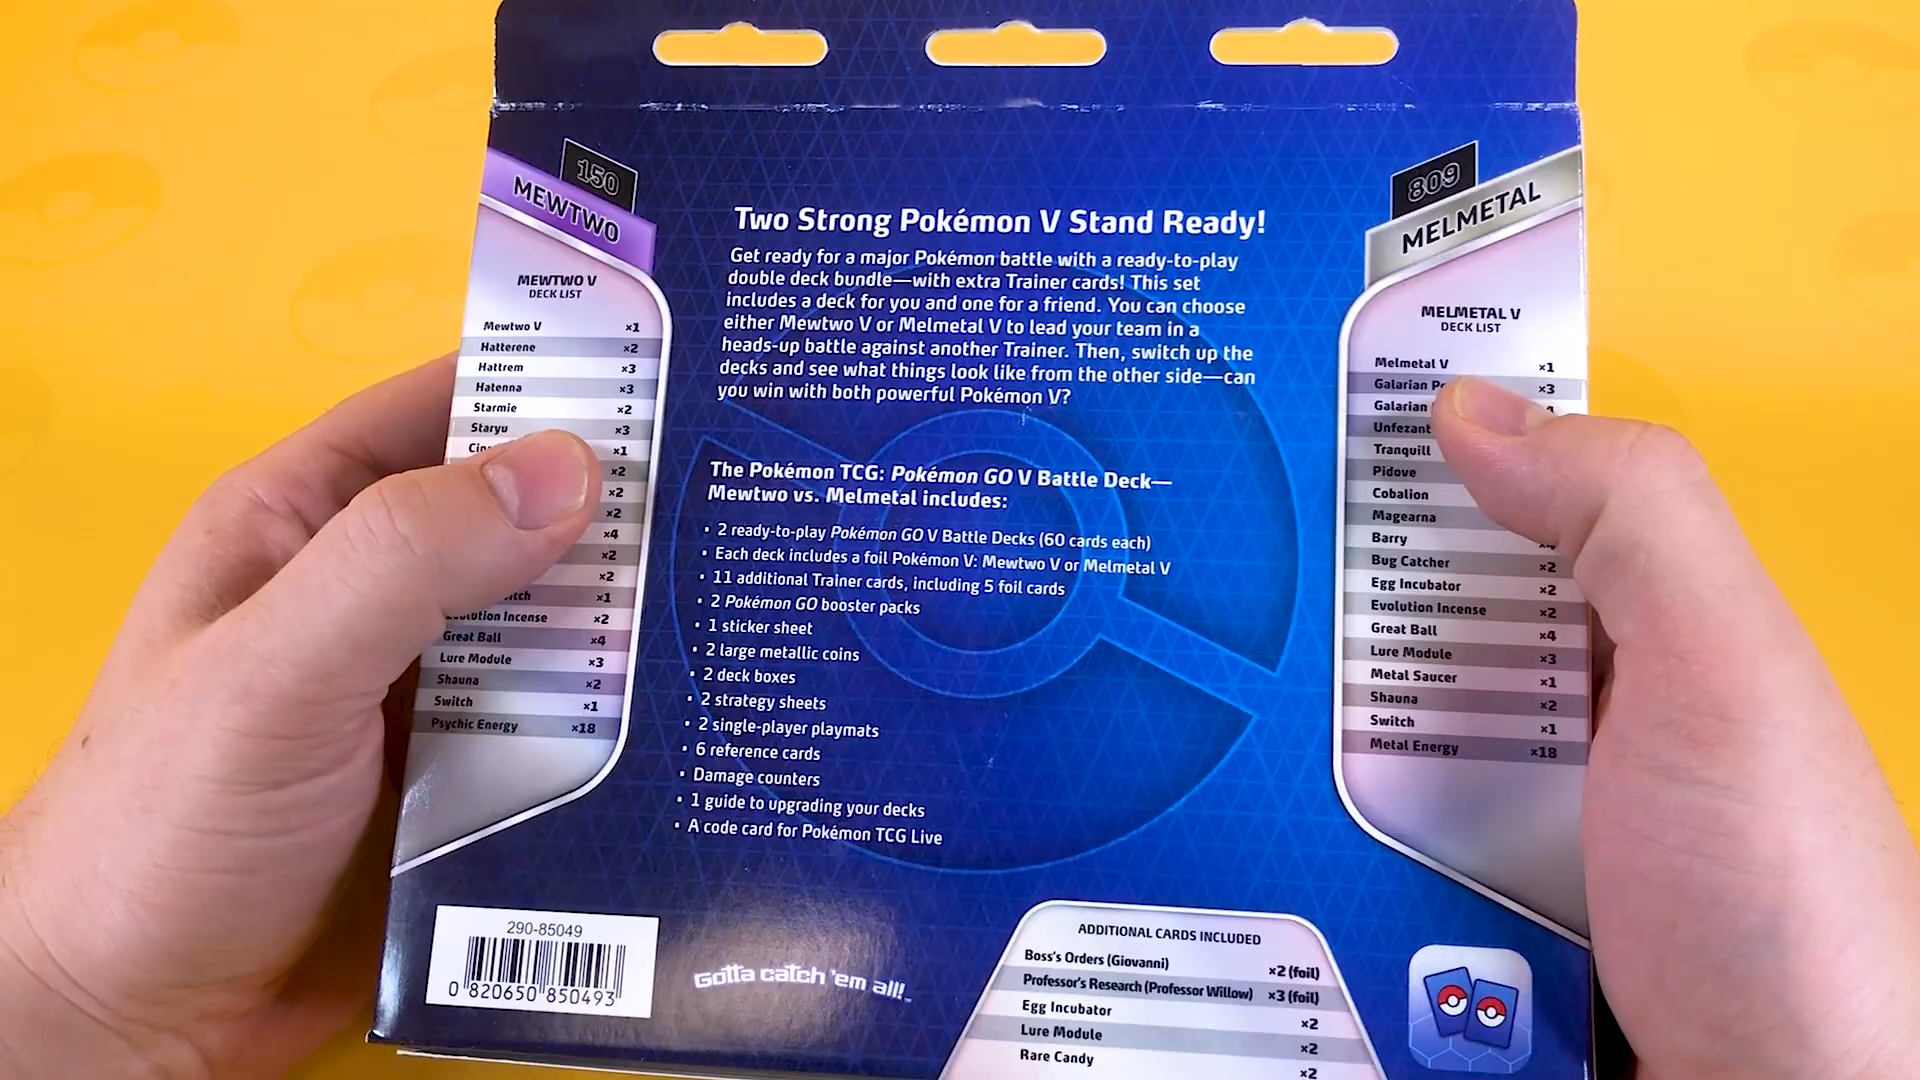 150
MEWTWO
MEWTWO V
DECK LIST
Mewtwo V ×1
Hatterene ×2
Hattrem ×3
Hatenna ×3
Starmie ×2
Staryu ×3
×1
×2
×2
×2
×4
×2
×2
×1
Incense ×2
Great Ball ×4
Lure Module ×3
Shauna ×2
Switch ×1
Psychic Energy ×18
Two Strong Pokémon V Stand Ready!
Get ready for a major Pokémon battle with a ready-to-play
double deck bundle—with extra Trainer cards! This set
includes a deck for you and one for a friend. You can choose
either Mewtwo V or Melmetal V to lead your team in a
heads-up battle against another Trainer. Then, switch up the
decks and see what things look like from the other side—can
you win with both powerful Pokémon V?
The Pokémon TCG: Pokémon GO V Battle Deck—
Mewtwo vs. Melmetal includes:
• 2 ready-to-play Pokémon GO V Battle Decks (60 cards each)
• Each deck includes a foil Pokémon V: Mewtwo V or Melmetal V
• 11 additional Trainer cards, including 5 foil cards
• 2 Pokémon GO booster packs
• 1 sticker sheet
• 2 large metallic coins
• 2 deck boxes
• 2 strategy sheets
• 2 single-player playmats
• 6 reference cards
• Damage counters
• 1 guide to upgrading your decks
• A code card for Pokémon TCG Live
809
MELMETAL
MELMETAL V
DECK LIST
Melmetal V ×1
Galarian ×3
Galarian
Unfezant
Tranquill
Pidove
Cobalion
Magearna
Barry
Bug Catcher ×2
Egg Incubator ×2
Evolution Incense ×2
Great Ball ×4
Lure Module ×3
Metal Saucer ×1
Shauna ×2
Switch ×1
Metal Energy ×18
290-85049
0 820650 850493
Gotta catch 'em all!™
ADDITIONAL CARDS INCLUDED
Boss's Orders (Giovanni) ×2 (foil)
Professor's Research (Professor Willow) ×3 (foil)
Egg Incubator ×2
Lure Module ×2
Rare Candy ×2